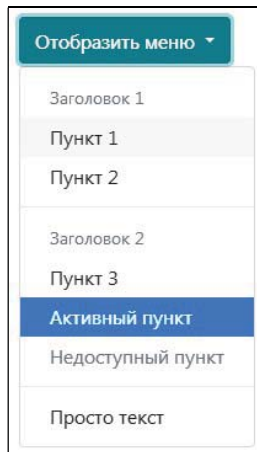 Отобразить меню
Заголовок 1
Пункт 1
Пункт 2
Заголовок 2
Пункт 3
Активный пункт
Недоступный пункт
Просто текст